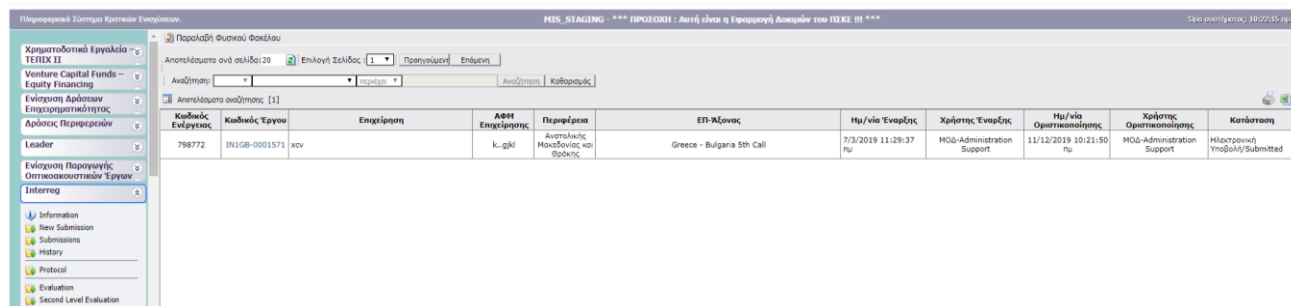 Πληροφοριακό Σύστημα Κρατικών Ενισχύσεων.
MIS_STAGING - *** ΠΡΟΣΟΧΗ : Αυτή είναι η Εφαρμογή Δοκιμών του ΠΣΚΕ !!! ***
Ώρα συστήματος: 10:22:35 πμ
Χρηματοδοτικά Εργαλεία –
ΤΕΠΙΧ ΙΙ
Venture Capital Funds –
Equity Financing
Ενίσχυση Δράσεων
Επιχειρηματικότητας
Δράσεις Περιφερειών
Leader
Ενίσχυση Παραγωγής
Οπτικοακουστικών Έργων
Interreg
Information
New Submission
Submissions
History
Protocol
Evaluation
Second Level Evaluation
Παραλαβή Φυσικού Φακέλου
Αποτελέσματα ανά σελίδα: 20 Επιλογή Σελίδας : 1 Προηγούμενη Επόμενη
Αναζήτηση: περιέχει Αναζήτηση Καθαρισμός
Αποτελέσματα αναζήτησης [1]
Κωδικός Ενέργειας Κωδικός Έργου Επιχείρηση ΑΦΜ Επιχείρησης Περιφέρεια ΕΠ-Άξονας Ημ/νία Έναρξης Χρήστης Έναρξης Ημ/νία Οριστικοποίησης Χρήστης Οριστικοποίησης Κατάσταση
798772 IN1GB-0001571 xcv k..gjkl Ανατολικής Μακεδονίας και Θράκης Greece - Bulgaria 5th Call 7/3/2019 11:29:37 πμ ΜΟΔ-Administration Support 11/12/2019 10:21:50 πμ ΜΟΔ-Administration Support Ηλεκτρονική Υποβολή/Submitted